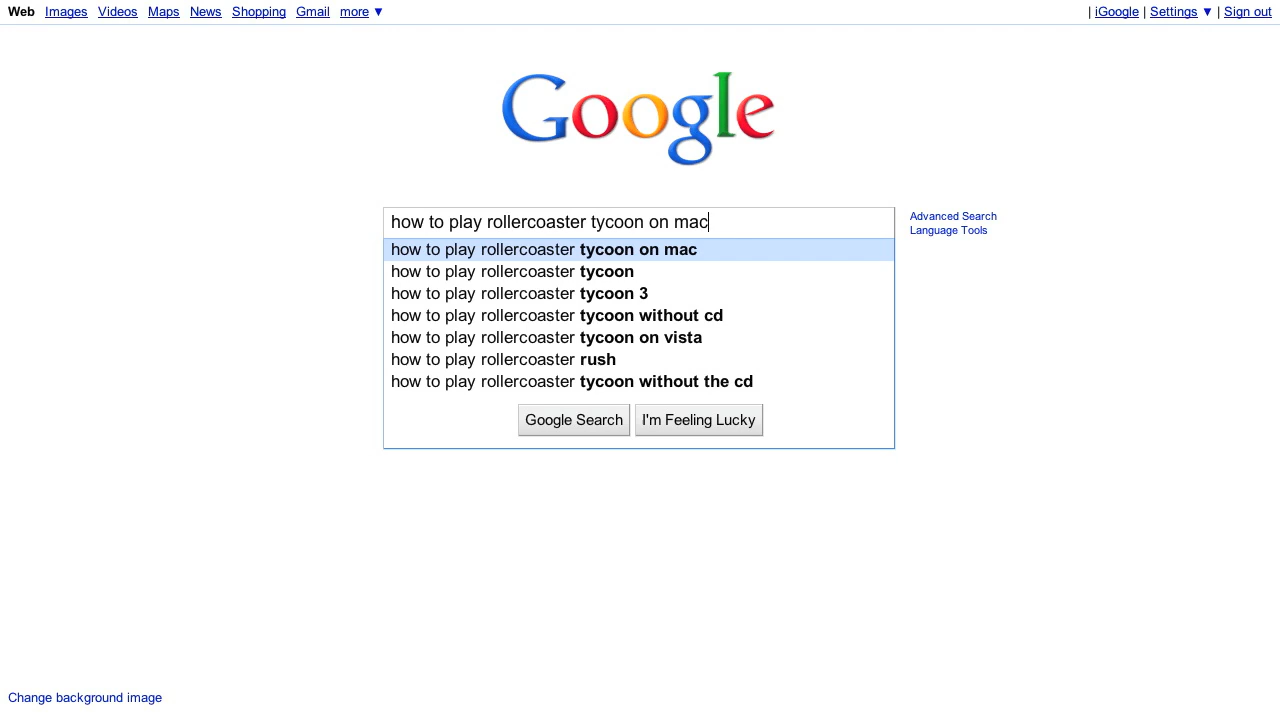 Web Images Videos Maps News Shopping Gmail more ▼ | iGoogle | Settings ▼ | Sign out
Google
how to play rollercoaster tycoon on mac Advanced Search
Language Tools
how to play rollercoaster tycoon on mac
how to play rollercoaster tycoon
how to play rollercoaster tycoon 3
how to play rollercoaster tycoon without cd
how to play rollercoaster tycoon on vista
how to play rollercoaster rush
how to play rollercoaster tycoon without the cd
Google Search I'm Feeling Lucky
Change background image